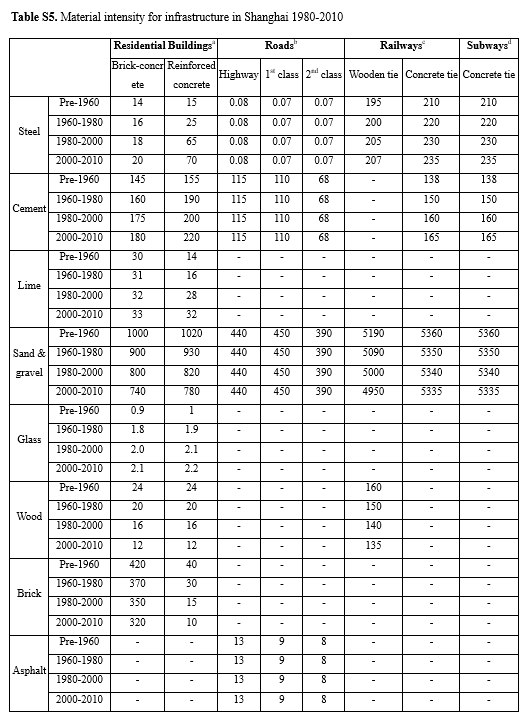 Table S5. Material intensity for infrastructure in Shanghai 1980-2010
Residential Buildingsa Roadsb Railwaysc Subwaysd
Brick-concrete Reinforced concrete Highway 1st class 2nd class Wooden tie Concrete tie Concrete tie
Steel
Pre-1960 14 15 0.08 0.07 0.07 195 210 210
1960-1980 16 25 0.08 0.07 0.07 200 220 220
1980-2000 18 65 0.08 0.07 0.07 205 230 230
2000-2010 20 70 0.08 0.07 0.07 207 235 235
Cement
Pre-1960 145 155 115 110 68 - 138 138
1960-1980 160 190 115 110 68 - 150 150
1980-2000 175 200 115 110 68 - 160 160
2000-2010 180 220 115 110 68 - 165 165
Lime
Pre-1960 30 14 - - - - - -
1960-1980 31 16 - - - - - -
1980-2000 32 28 - - - - - -
2000-2010 33 32 - - - - - -
Sand & gravel
Pre-1960 1000 1020 440 450 390 5190 5360 5360
1960-1980 900 930 440 450 390 5090 5350 5350
1980-2000 800 820 440 450 390 5000 5340 5340
2000-2010 740 780 440 450 390 4950 5335 5335
Glass
Pre-1960 0.9 1 - - - - - -
1960-1980 1.8 1.9 - - - - - -
1980-2000 2.0 2.1 - - - - - -
2000-2010 2.1 2.2 - - - - - -
Wood
Pre-1960 24 24 - - - 160 - -
1960-1980 20 20 - - - 150 - -
1980-2000 16 16 - - - 140 - -
2000-2010 12 12 - - - 135 - -
Brick
Pre-1960 420 40 - - - - - -
1960-1980 370 30 - - - - - -
1980-2000 350 15 - - - - - -
2000-2010 320 10 - - - - - -
Asphalt
Pre-1960 - - 13 9 8 - - -
1960-1980 - - 13 9 8 - - -
1980-2000 - - 13 9 8 - - -
2000-2010 - - 13 9 8 - - -